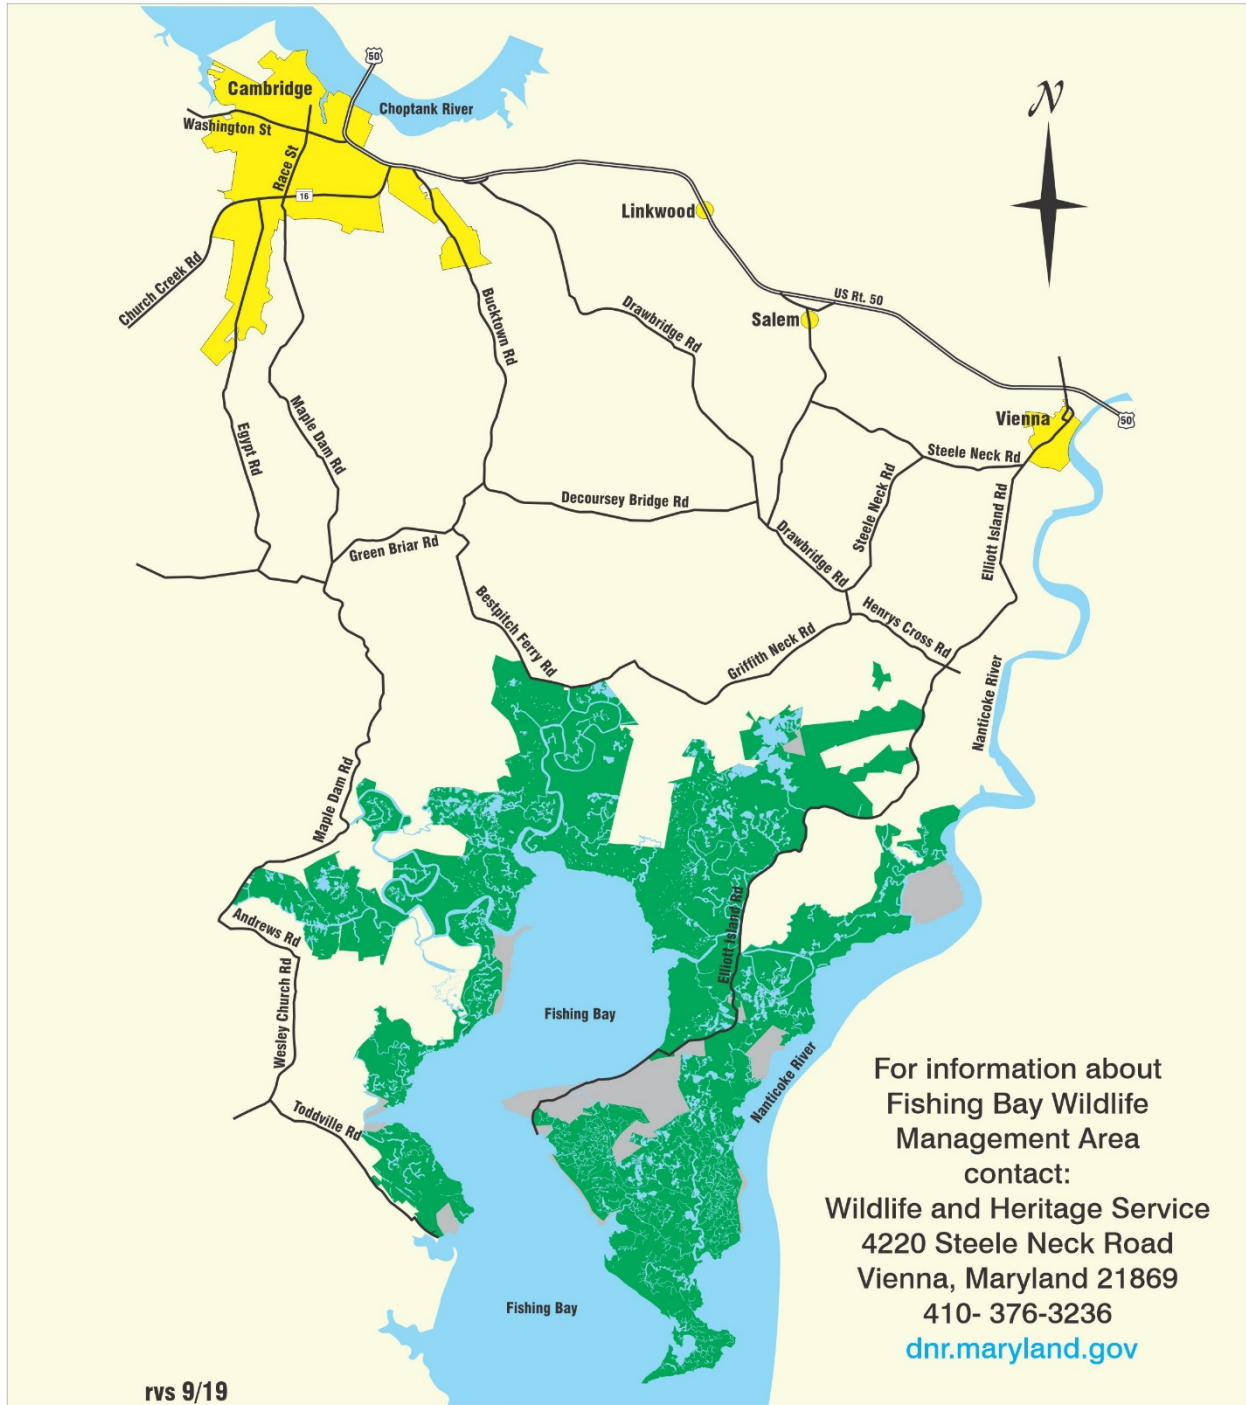 50
Cambridge
Choptank River
Washington St
Race St
16
Church Creek Rd
Linkwood
US Rt. 50
Salem
Drawbridge Rd
Bucktown Rd
Vienna
50
Maple Dam Rd
Egypt Rd
Steele Neck Rd
Steele Neck Rd
Decoursey Bridge Rd
Elliott Island Rd
Green Briar Rd
Drawbridge Rd
Bestpitch Ferry Rd
Henrys Cross Rd
Griffith Neck Rd
Nanticoke River
Maple Dam Rd
Andrews Rd
Elliott Island Rd
Wesley Church Rd
Fishing Bay
Nanticoke River
Toddville Rd
Fishing Bay
For information about
Fishing Bay Wildlife
Management Area
contact:
Wildlife and Heritage Service
4220 Steele Neck Road
Vienna, Maryland 21869
410- 376-3236
dnr.maryland.gov
N
rvs 9/19